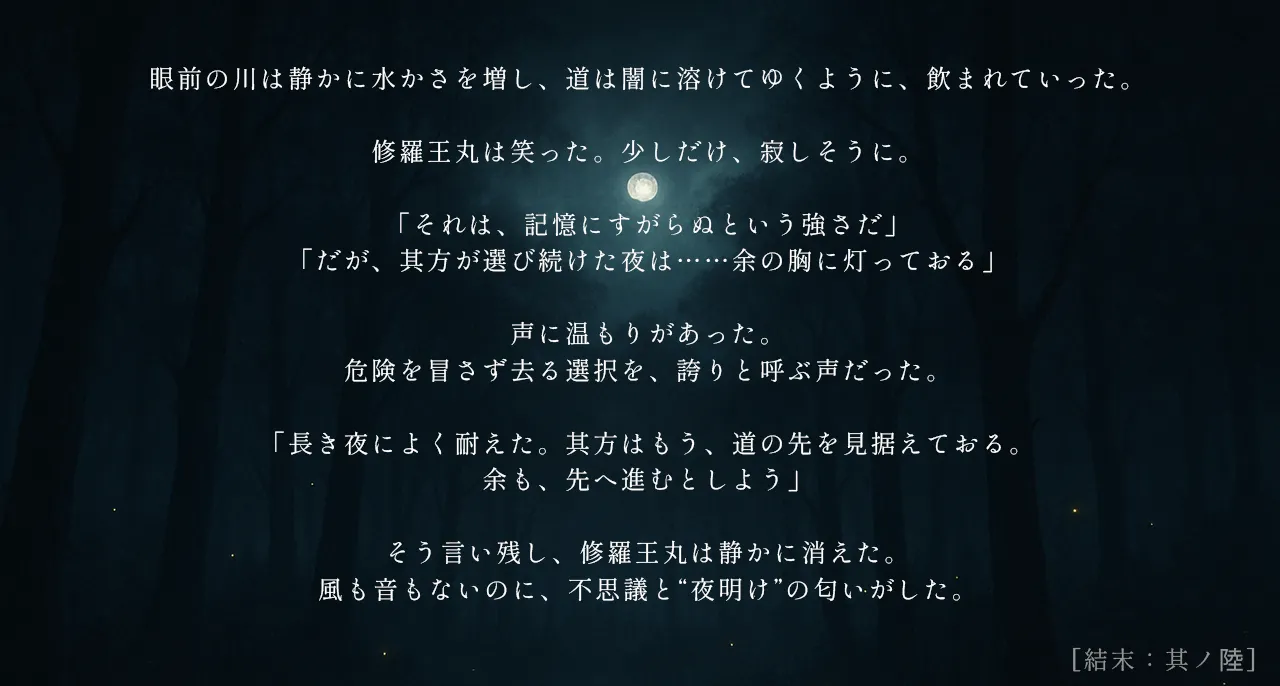 眼前の川は静かに水かさを増し、道は闇に溶けてゆくように、飲まれていった。
修羅王丸は笑った。少しだけ、寂しそうに。
「それは、記憶にすがらぬという強さだ」
「だが、其方が選び続けた夜は……余の胸に灯っておる」
声に温もりがあった。
危険を冒さず去る選択を、誇りと呼ぶ声だった。
「長き夜によく耐えた。其方はもう、道の先を見据えておる。
余も、先へ進むとしよう」
そう言い残し、修羅王丸は静かに消えた。
風も音もないのに、不思議と“夜明け”の匂いがした。
[結末：其ノ陸]